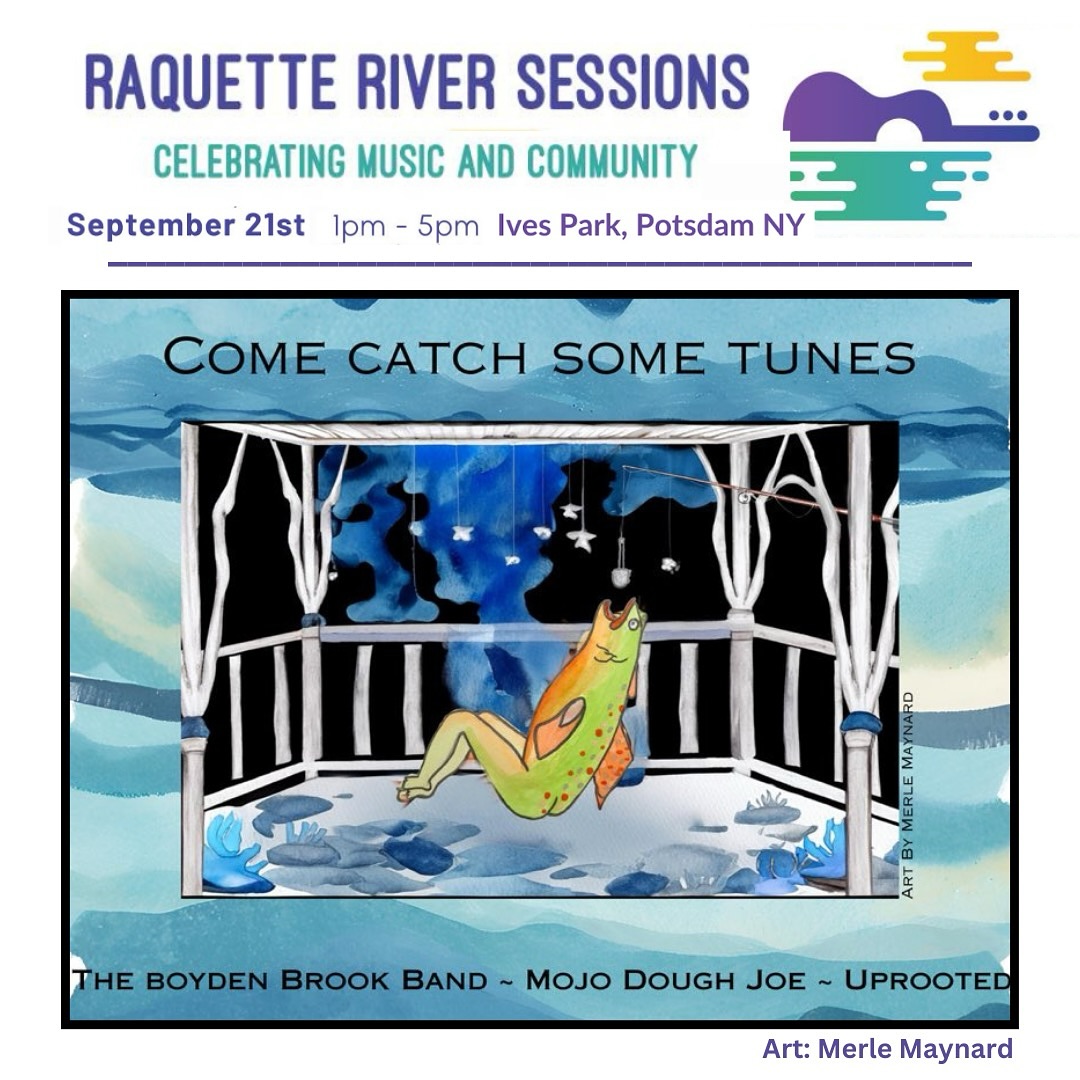 RAQUETTE RIVER SESSIONS
CELEBRATING MUSIC AND COMMUNITY
September 21st 1pm - 5pm Ives Park, Potsdam NY
COME CATCH SOME TUNES
ART BY MERLE MAYNARD
THE BOYDEN BROOK BAND ~ MOJO DOUGH JOE ~ UPROOTED
Art: Merle Maynard